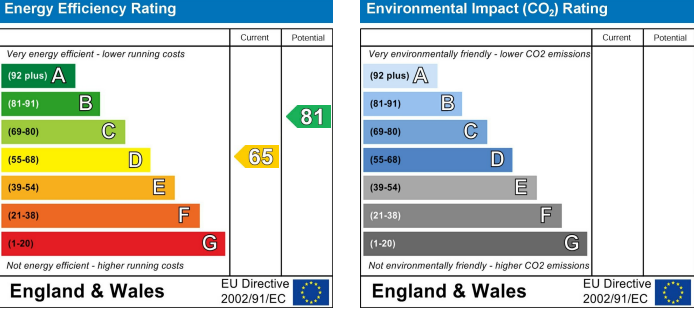 Energy Efficiency Rating
Current Potential
Very energy efficient - lower running costs
(92 plus) A
(81-91) B
(69-80) C
(55-68) D
(39-54) E
(21-38) F
(1-20) G
65
81
Not energy efficient - higher running costs
England & Wales
EU Directive
2002/91/EC
Environmental Impact (CO₂) Rating
Current Potential
Very environmentally friendly - lower CO2 emissions
(92 plus) A
(81-91) B
(69-80) C
(55-68) D
(39-54) E
(21-38) F
(1-20) G
Not environmentally friendly - higher CO2 emissions
England & Wales
EU Directive
2002/91/EC